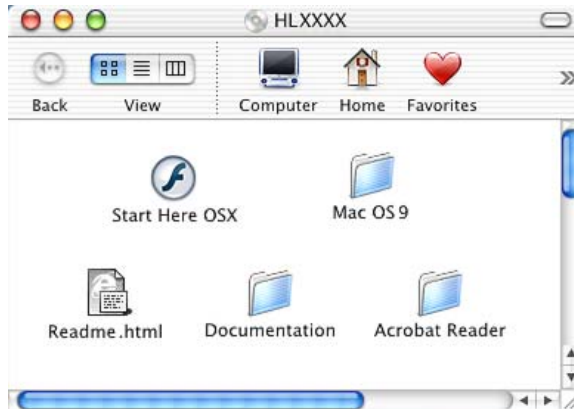 HLXXXX
Back View Computer Home Favorites
Start Here OSX Mac OS 9
Readme.html Documentation Acrobat Reader